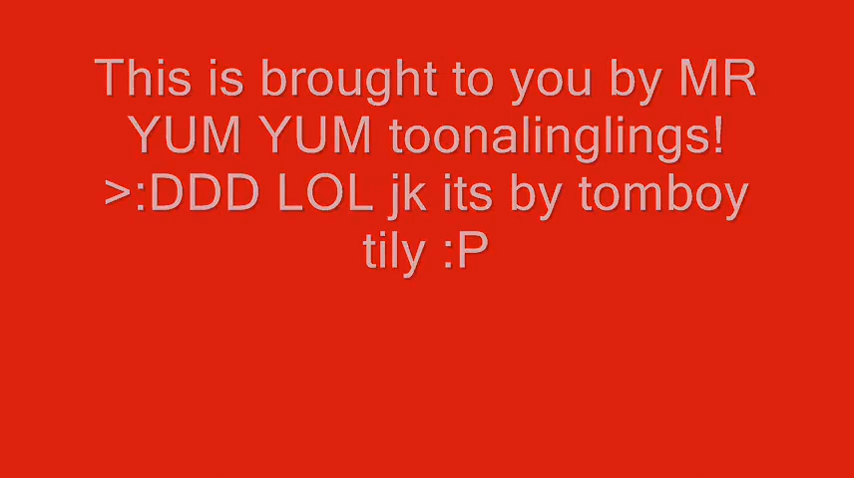 This is brought to you by MR
YUM YUM toonalinglings!
>:DDD LOL jk its by tomboy
tily :P